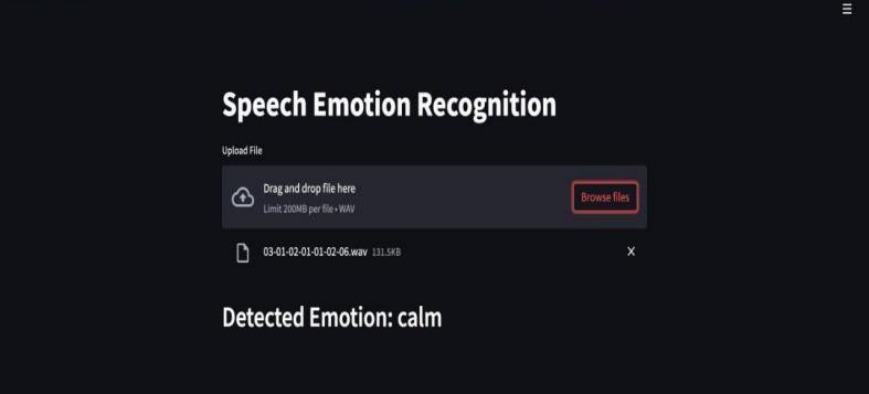 Speech Emotion Recognition
Upload File
Drag and drop file here
Limit 200MB per file • WAV
Browse files
03-01-02-01-01-02-06.wav 131.5KB
X
Detected Emotion: calm